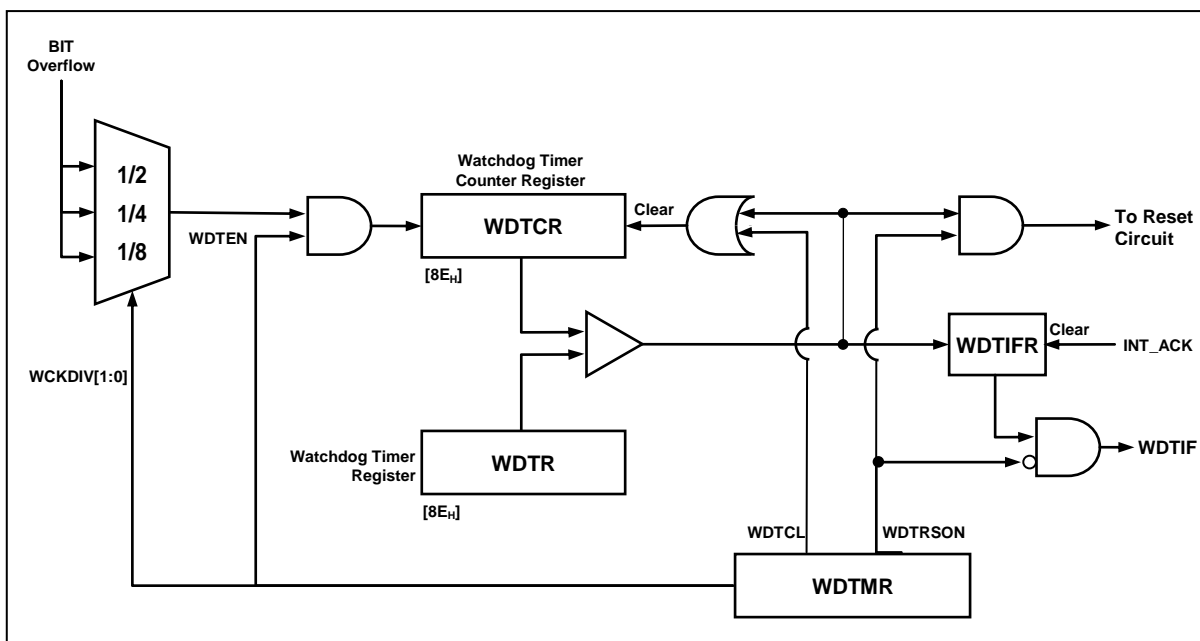 BIT
Overflow
1/2
1/4
1/8
WDTEN
WCKDIV[1:0]
Watchdog Timer
Counter Register
WDTCR
[8EH]
Clear
To Reset
Circuit
WDTIFR
Clear
INT_ACK
WDTIF
Watchdog Timer
Register
WDTR
[8EH]
WDTCL
WDTRSON
WDTMR